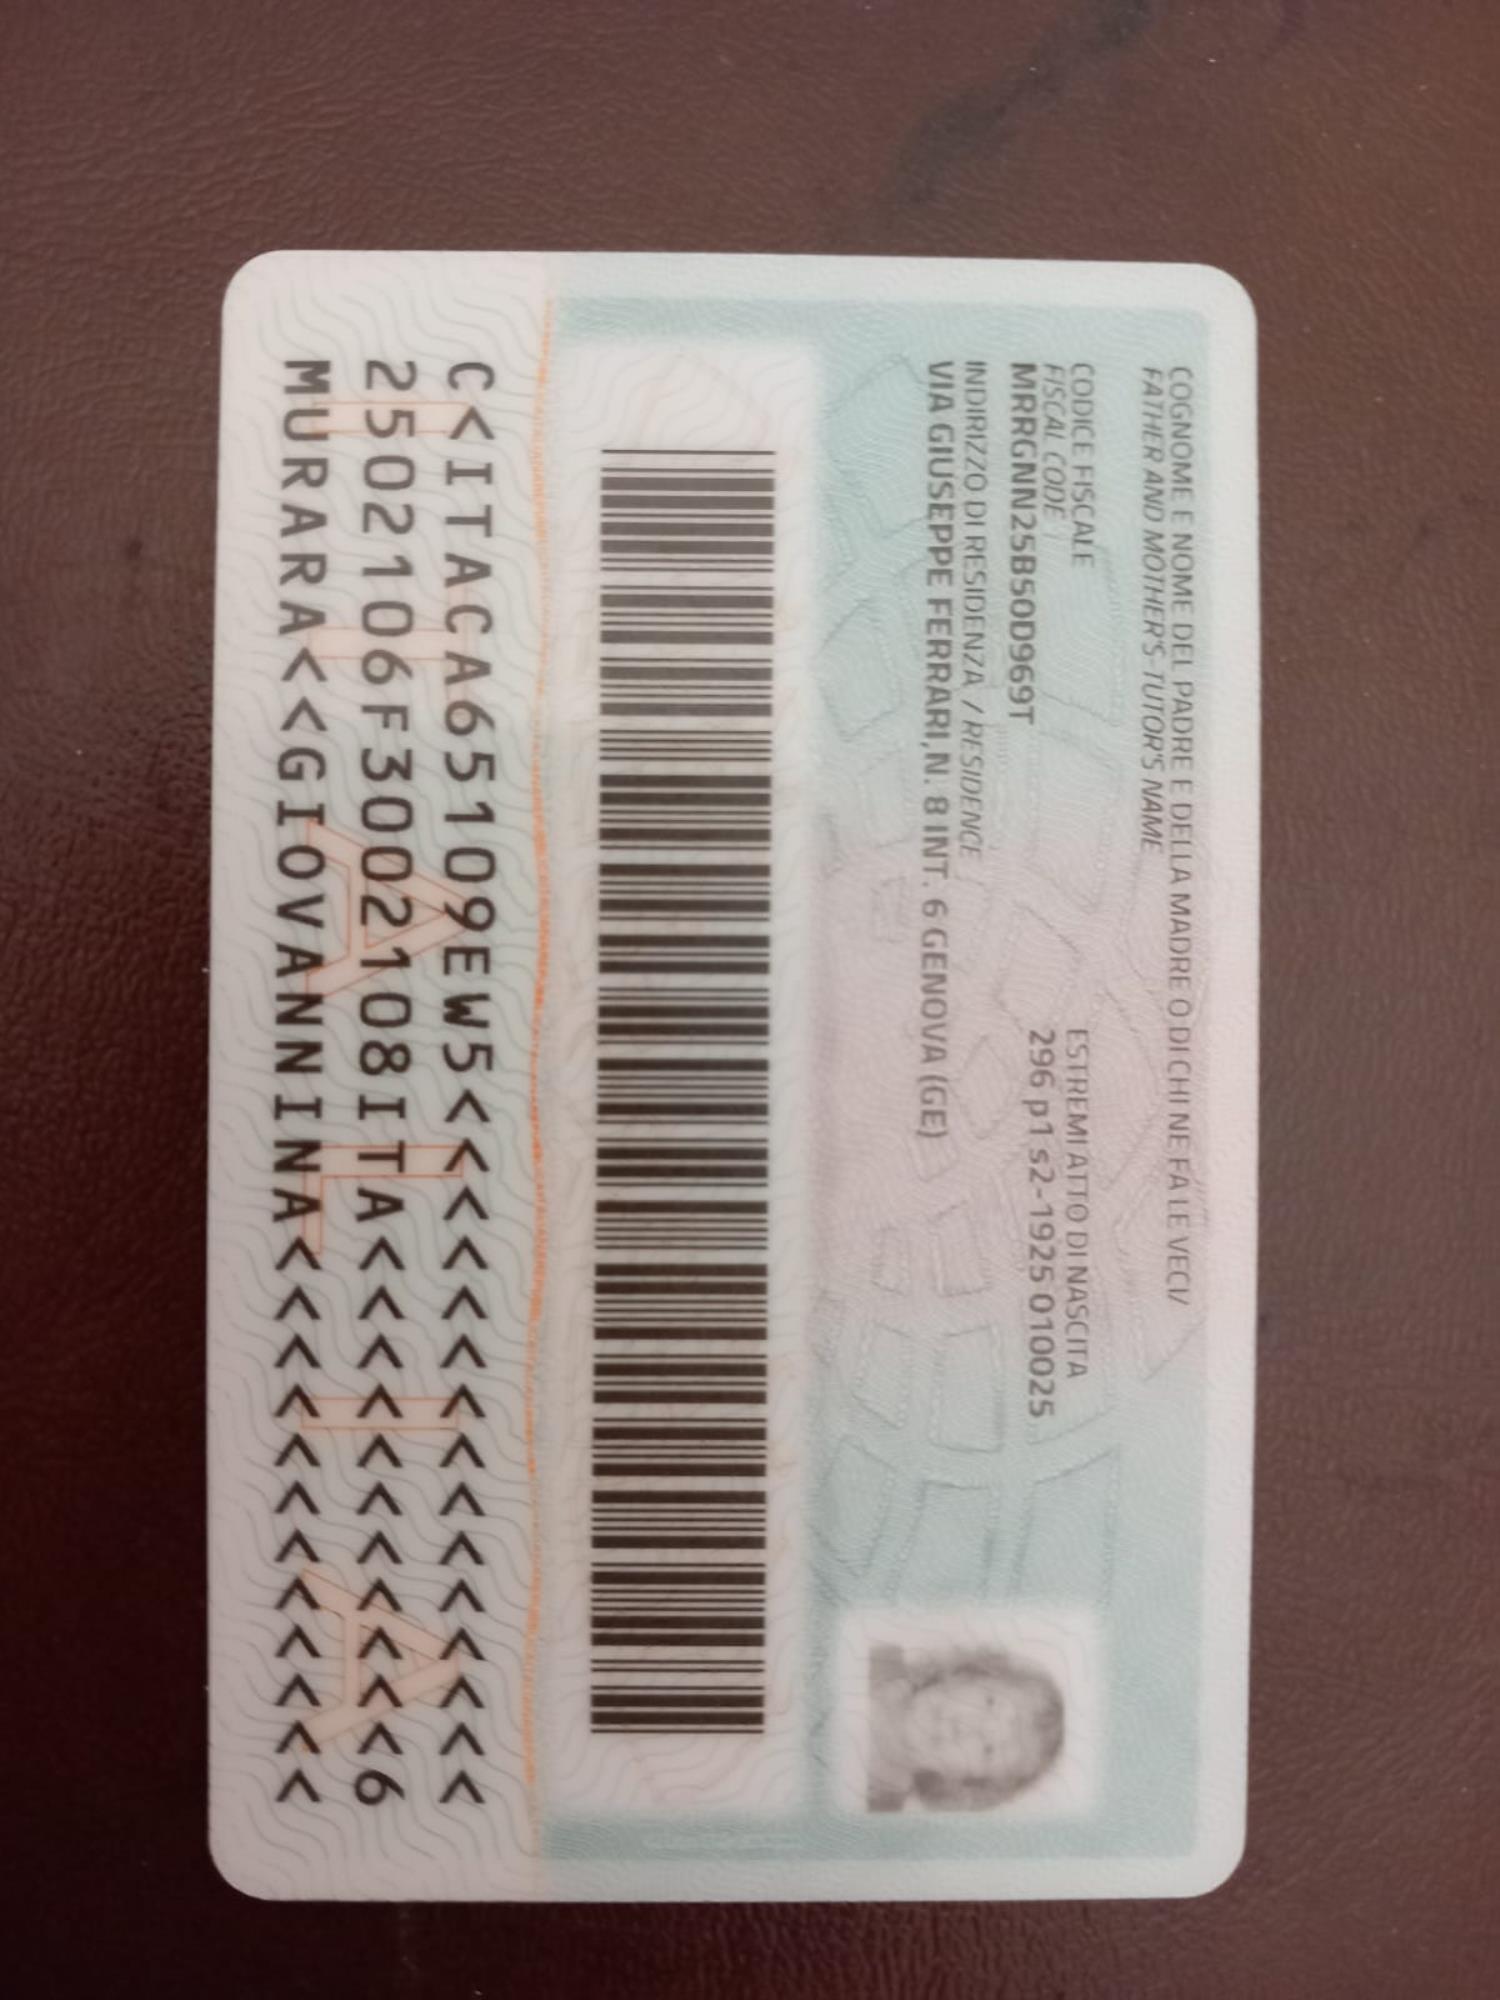 COGNOME E NOME DEL PADRE E DELLA MADRE O DI CHI NE FA LE VECI/
FATHER AND MOTHER'S-TUTOR'S NAME
CODICE FISCALE
FISCAL CODE
MRRGNN25B50D969T
ESTREMI ATTO DI NASCITA
296 p1 s2-1925 010025
INDIRIZZO DI RESIDENZA / RESIDENCE
VIA GIUSEPPE FERRARI, N. 8 INT. 6 GENOVA (GE)
C<ITACA65109EW5<<<<<<<<<<<<<<<
2502106F3002108ITA<<<<<<<<<<<6
MURARA<<GIOVANNINA<<<<<<<<<<<<
ITALIA